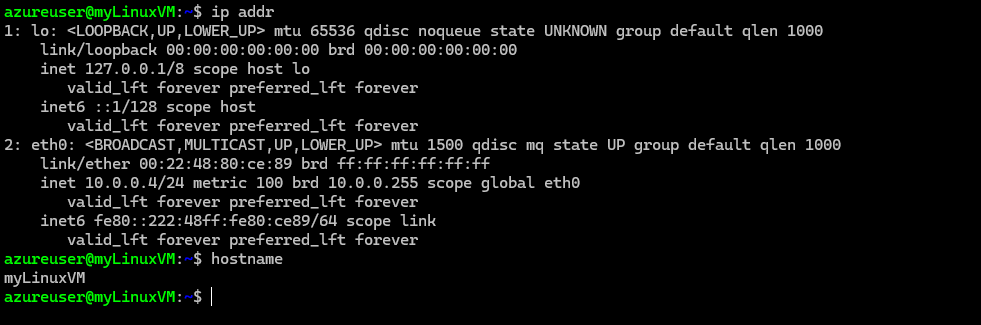 azureuser@myLinuxVM:~$ ip addr
1: lo: <LOOPBACK,UP,LOWER_UP> mtu 65536 qdisc noqueue state UNKNOWN group default qlen 1000
    link/loopback 00:00:00:00:00:00 brd 00:00:00:00:00:00
    inet 127.0.0.1/8 scope host lo
       valid_lft forever preferred_lft forever
    inet6 ::1/128 scope host
       valid_lft forever preferred_lft forever
2: eth0: <BROADCAST,MULTICAST,UP,LOWER_UP> mtu 1500 qdisc mq state UP group default qlen 1000
    link/ether 00:22:48:80:ce:89 brd ff:ff:ff:ff:ff:ff
    inet 10.0.0.4/24 metric 100 brd 10.0.0.255 scope global eth0
       valid_lft forever preferred_lft forever
    inet6 fe80::222:48ff:fe80:ce89/64 scope link
       valid_lft forever preferred_lft forever
azureuser@myLinuxVM:~$ hostname
myLinuxVM
azureuser@myLinuxVM:~$